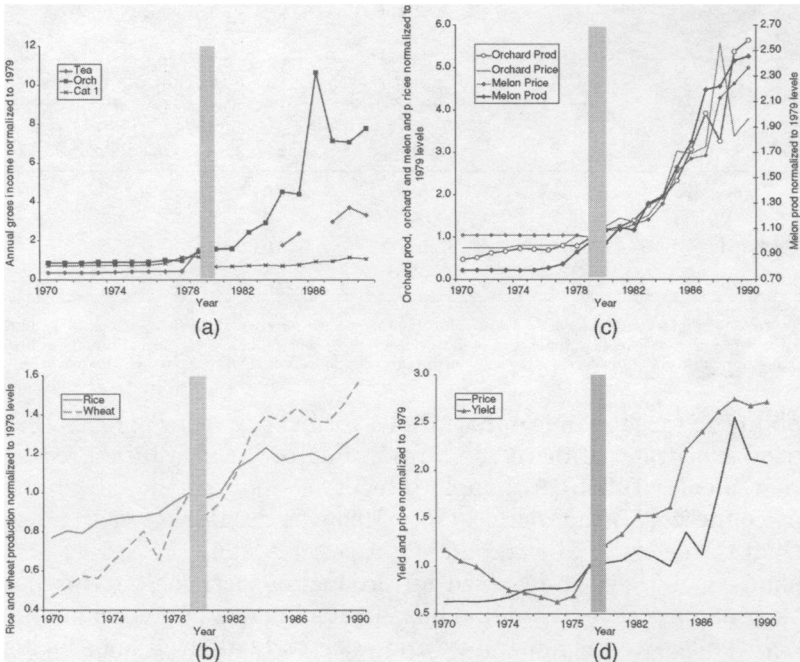 Annual gross income normalized to 1979
12
10
8
6
4
2
0
Tea
Orch
Cat 1
1970
1974
1978
1982
1986
Year
(a)
Orchard prod, orchard and melon and prices normalized to
1979 levels
6.0
5.0
4.0
3.0
2.0
1.0
0.0
Orchard Prod
Orchard Price
Melon Price
Melon Prod
2.70
2.50
2.30
2.10
1.90
1.70
1.50
1.30
1.10
0.90
0.70
Melon prod normalized to 1979 levels
1970
1974
1978
1982
1986
1990
Year
(c)
Rice and wheat production normalized to 1979 levels
1.6
1.4
1.2
1.0
0.8
0.6
0.4
Rice
Wheat
1970
1974
1978
1982
1986
1990
Year
(b)
Yield and price normalized to 1979
3.0
2.5
2.0
1.5
1.0
0.5
Price
Yield
1970
1974
1978
1982
1986
1990
Year
(d)